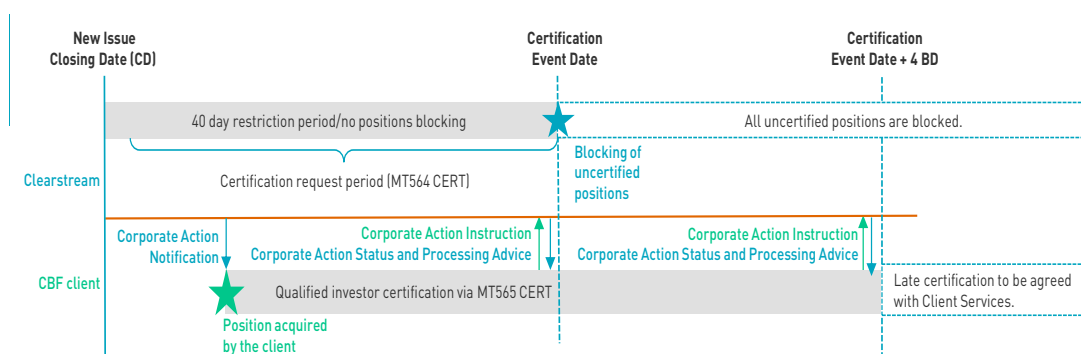 New Issue
Closing Date (CD)
Certification
Event Date
Certification
Event Date + 4 BD
40 day restriction period/no positions blocking
All uncertified positions are blocked.
Blocking of
uncertified
positions
Clearstream
Certification request period (MT564 CERT)
Corporate Action
Notification
Corporate Action Instruction
Corporate Action Status and Processing Advice
Corporate Action Instruction
Corporate Action Status and Processing Advice
CBF client
Qualified investor certification via MT565 CERT
Late certification to be agreed
with Client Services.
Position acquired
by the client